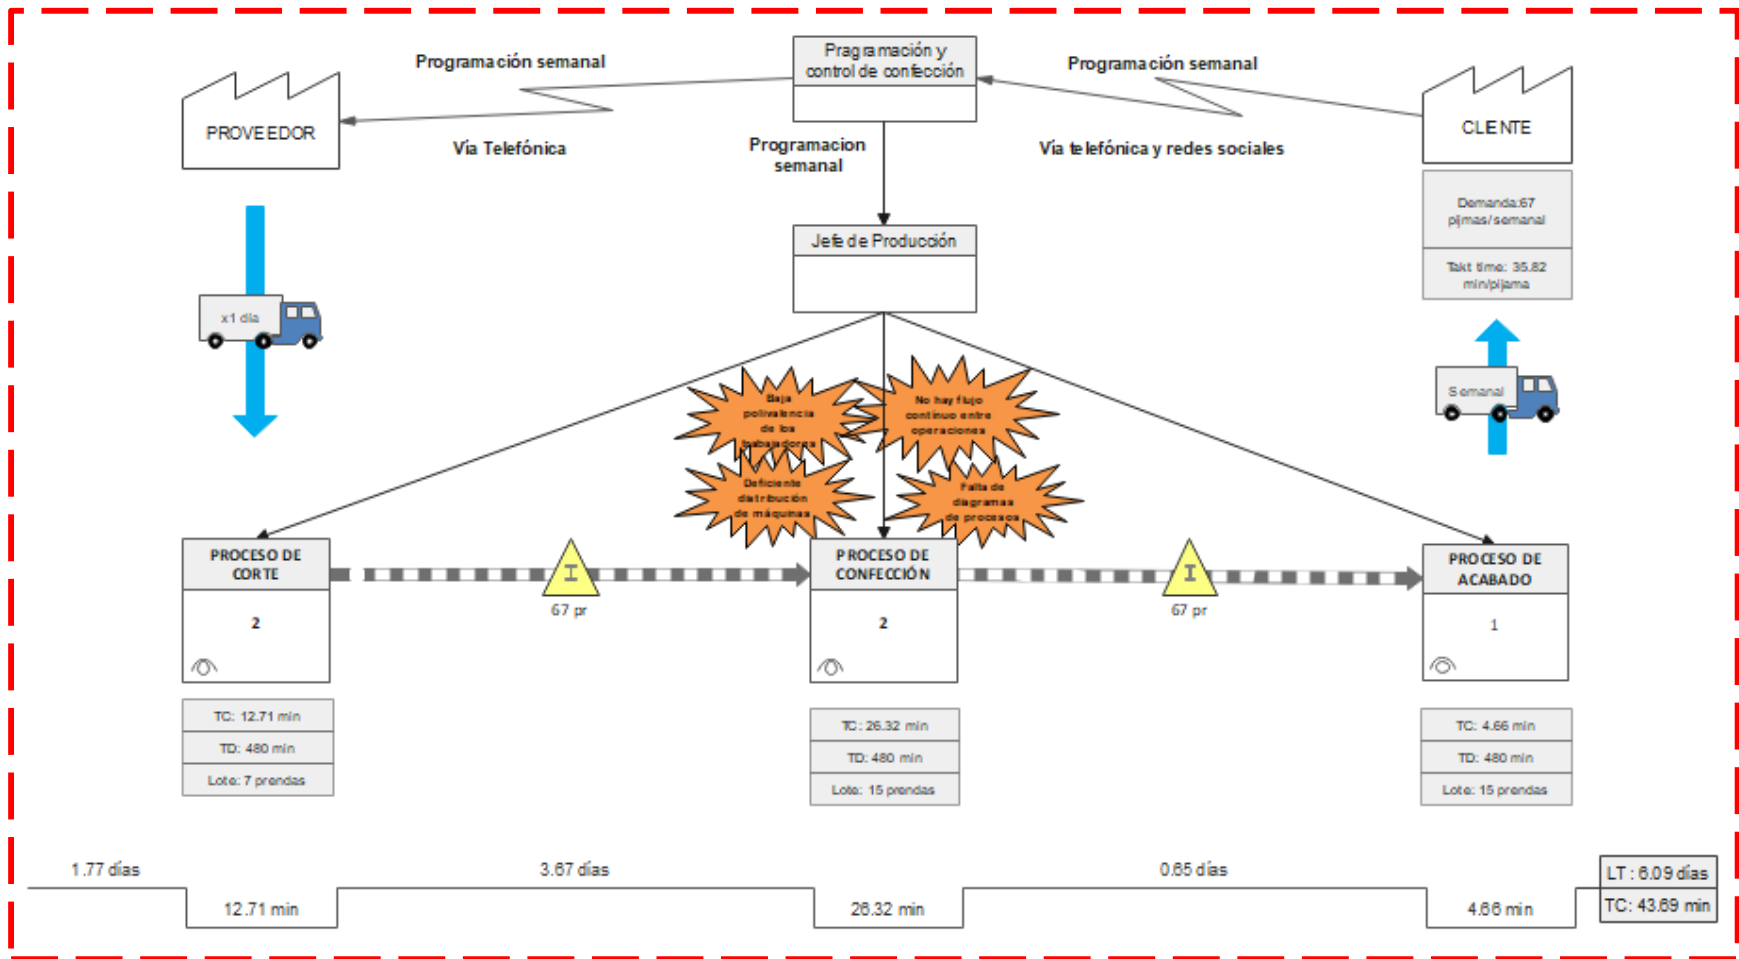 Programación semanal
Pragramación y
control de confección
Programación semanal
PROVEEDOR
CLIENTE
Vía Telefónica
Programacion
semanal
Vía telefónica y redes sociales
Demanda:67
pijmas/semanal
Takt time: 35.82
min/pijama
Jefe de Producción
x1 día
Semanal
Baja
polivalencia
de los
trabajadores
No hay flujo
continuo entre
operaciones
Deficiente
distribución
de máquinas
Falta de
diagramas
de procesos
PROCESO DE
CORTE
2
I
67 pr
PROCESO DE
CONFECCIÓN
2
I
67 pr
PROCESO DE
ACABADO
1
TC: 12.71 min
TD: 480 min
Lote: 7 prendas
TC: 26.32 min
TD: 480 min
Lote: 15 prendas
TC: 4.66 min
TD: 480 min
Lote: 15 prendas
1.77 días
3.67 días
0.65 días
LT : 6.09 días
12.71 min
26.32 min
4.66 min
TC: 43.69 min